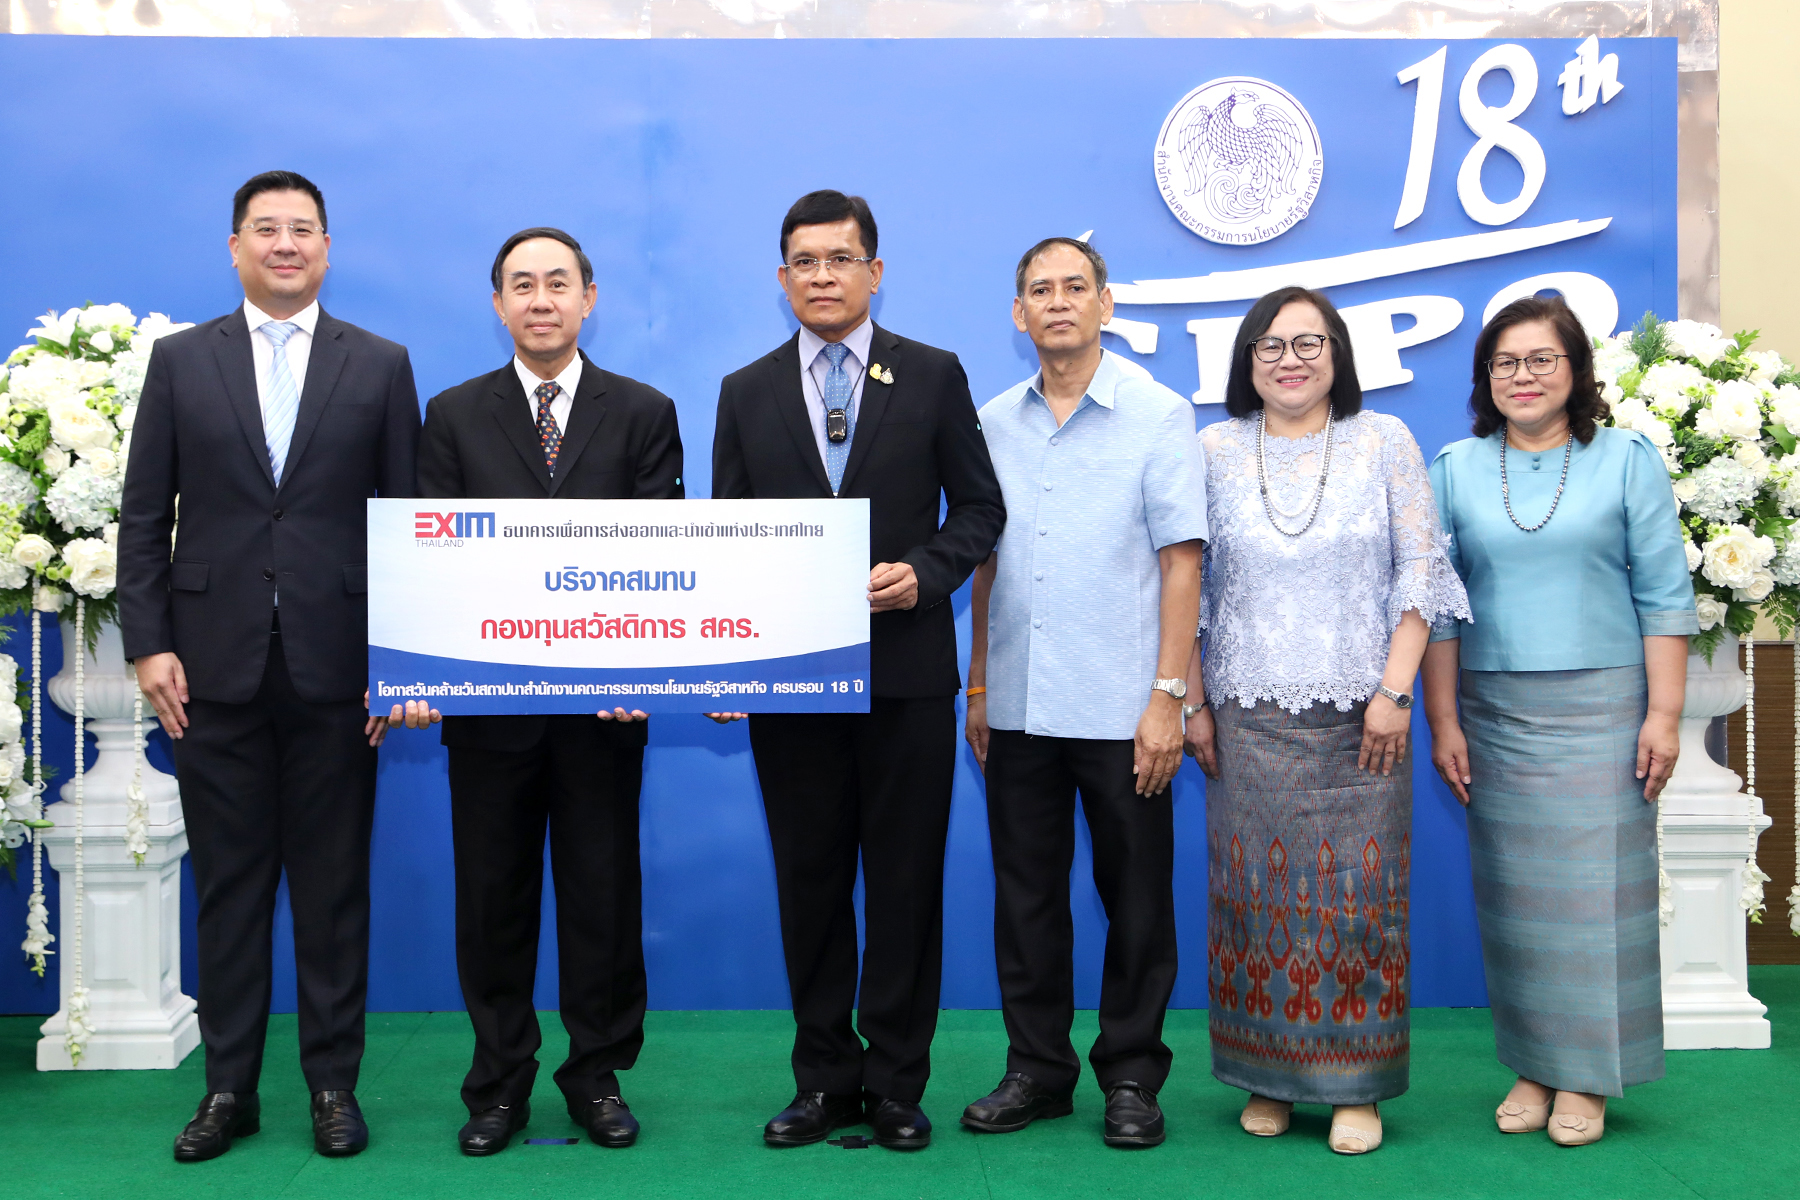 18th
สำนักงานคณะกรรมการนโยบายรัฐวิสาหกิจ
EXIM
THAILAND
ธนาคารเพื่อการส่งออกและนำเข้าแห่งประเทศไทย
บริจาคสมทบ
กองทุนสวัสดิการ สคร.
โอกาสวันคล้ายวันสถาปนาสำนักงานคณะกรรมการนโยบายรัฐวิสาหกิจ ครบรอบ 18 ปี